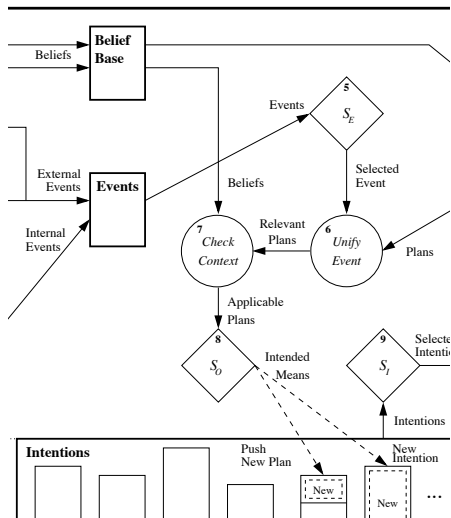 Belief
Base
Beliefs
5
S_E
Events
External
Events
Events
Selected
Event
Beliefs
Internal
Events
7
Check
Context
Relevant
Plans
6
Unify
Event
Plans
Applicable
Plans
8
S_O
Intended
Means
9
S_I
Selecte
Intentio
Intentions
Intentions
Push
New Plan
New
New
Intention
New
...